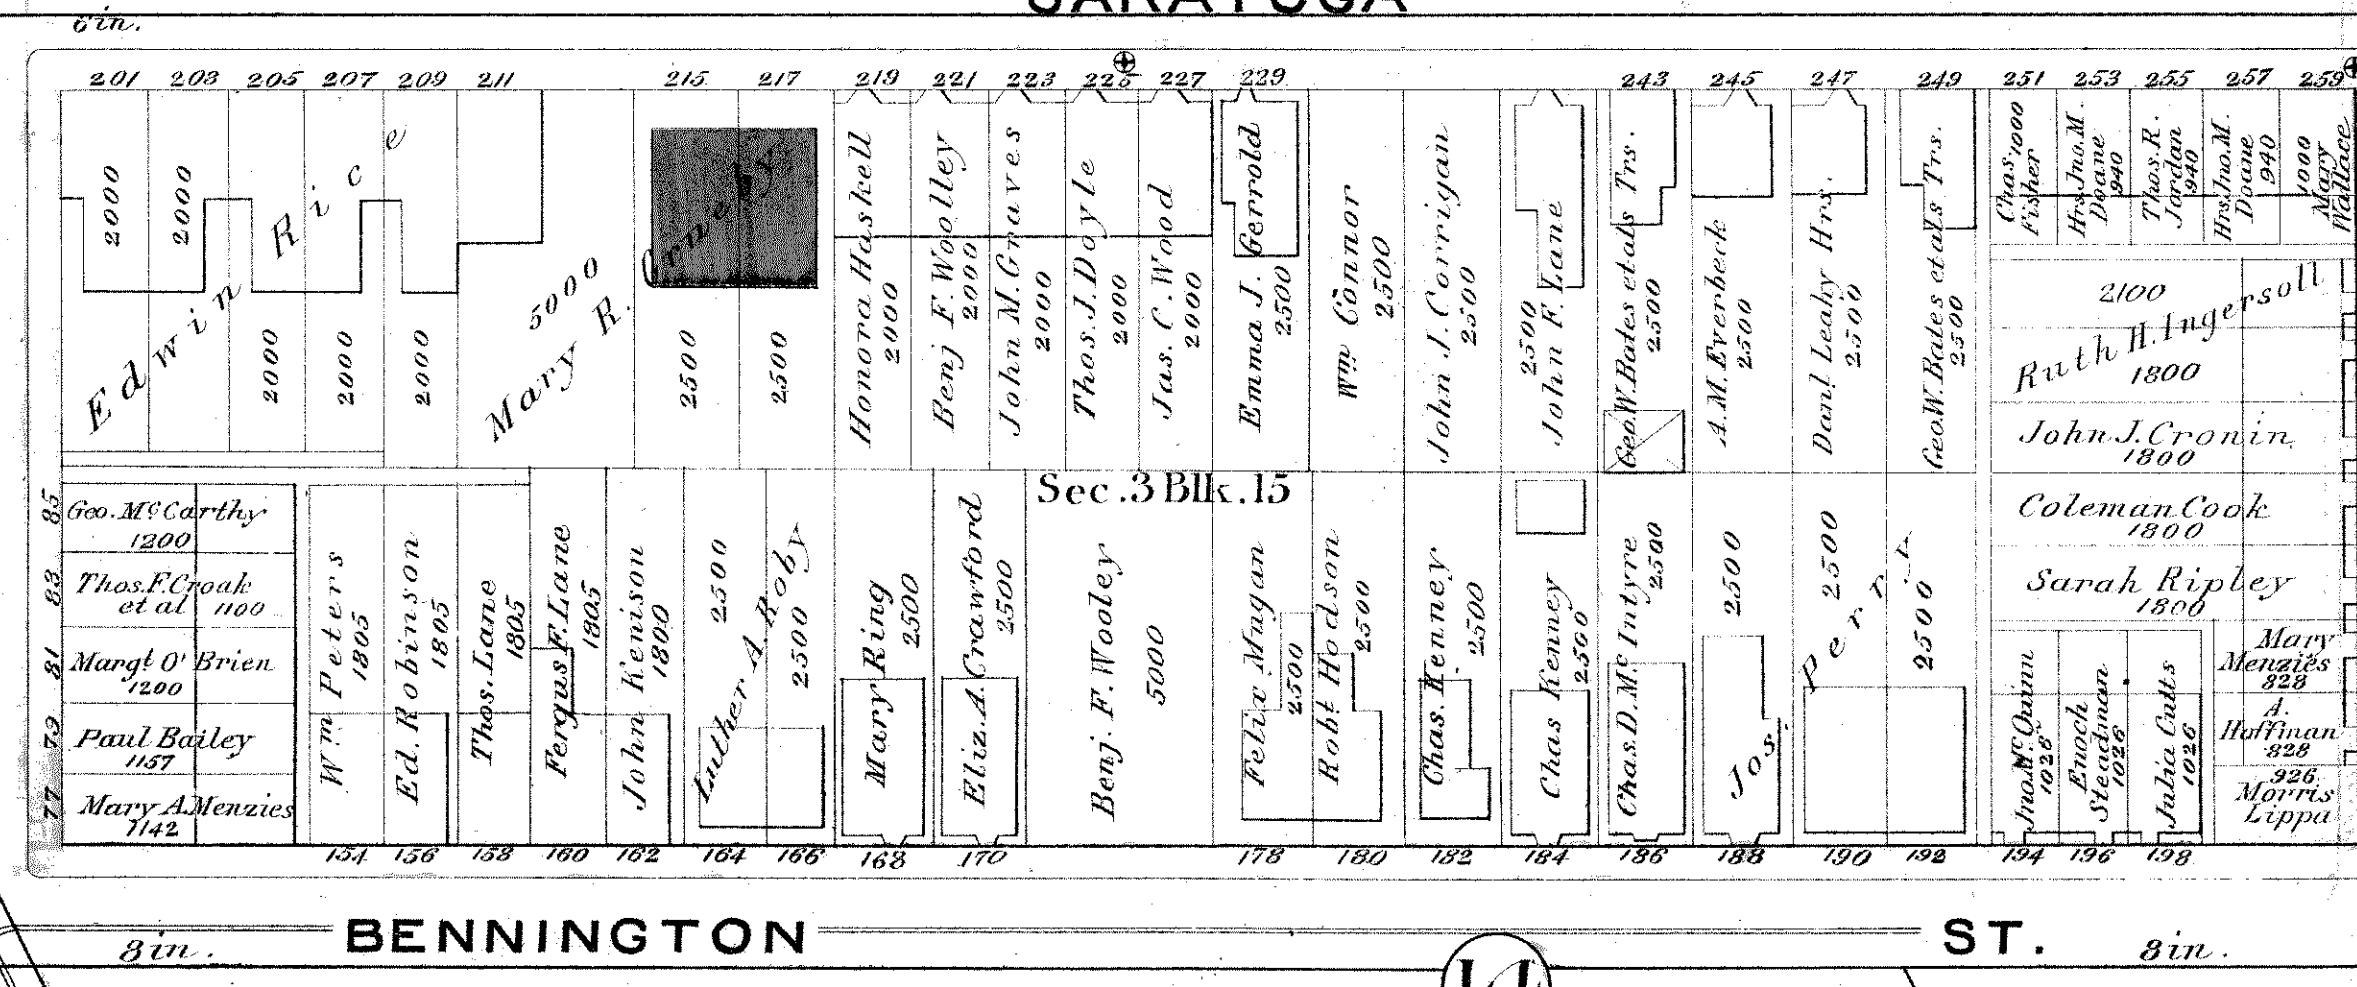 SARATOGA
6in.
201 203 205 207 209 211 215 217 219 221 223 225 227 229 243 245 247 249 251 253 255 257 259
2000
2000
Edwin Rice
2000
2000
2000
5000
Mary R. Ornesby
2500
2500
Honora Haskell
2000
Benj F. Woolley
2000
John M. Graves
2000
Thos. J. Doyle
2000
Jas. C. Wood
2000
Emma J. Gerrold
2500
Wm Connor
2500
John J. Corrigan
2500
2500
John F. Lane
Geo. W. Bates et als Trs.
2500
A. M. Everbeck
2500
Danl Leahy Hrs.
2500
Geo. W. Bates et als Trs.
2500
Chas. 1000
Fisher
Hrs. Jno. M.
Doane
940
Thos. R.
Jordan
940
Hrs. Jno. M.
Doane
940
1000
Mary
Wallace
2100
Ruth H. Ingersoll
1800
John J. Cronin
1800
Sec. 3 Blk. 15
85
Geo. McCarthy
1200
83
Thos. F. Croak
et al 1100
81
Margt O'Brien
1200
79
Paul Bailey
1157
77
Mary A. Menzies
1142
Wm Peters
1805
Ed. Robinson
1805
Thos. Lane
1805
Fergus F. Lane
1805
John Kenison
1800
2500
Luther A. Roby
2500
Mary Ring
2500
Eliz. A. Crawford
2500
Benj. F. Wooley
5000
Felix Mugan
2500
Robt Hodson
2500
Chas. Kenney
2500
Chas Kenney
2500
Chas. D. McIntyre
2500
2500
Jos. Perr
2500
2500
Coleman Cook
1800
Sarah Ripley
1800
Jno. McQuinn
1028
Enoch
Steadman
1026
Julia Cutts
1026
Mary
Menzies
828
A.
Hoffman
828
926
Morris
Lippa
154 156 158 160 162 164 166 168 170 178 180 182 184 186 188 190 192 194 196 198
BENNINGTON ST.
8in. 8in.